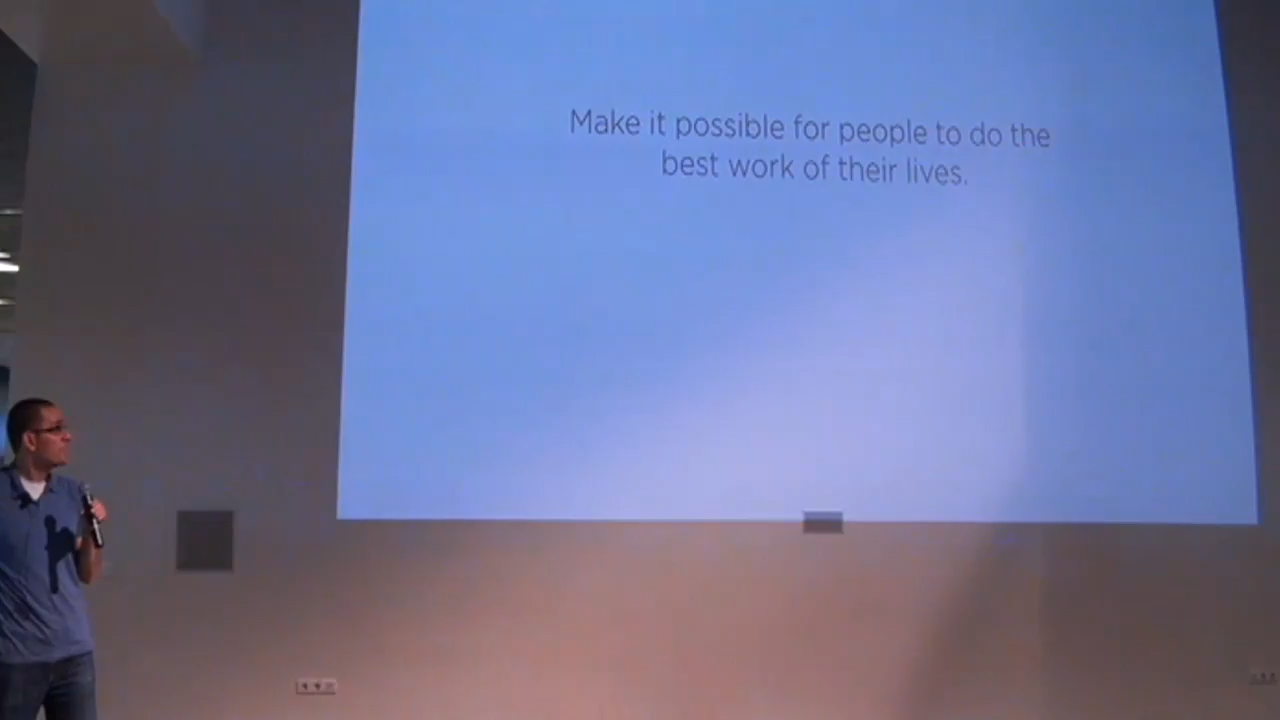 Make it possible for people to do the
best work of their lives.